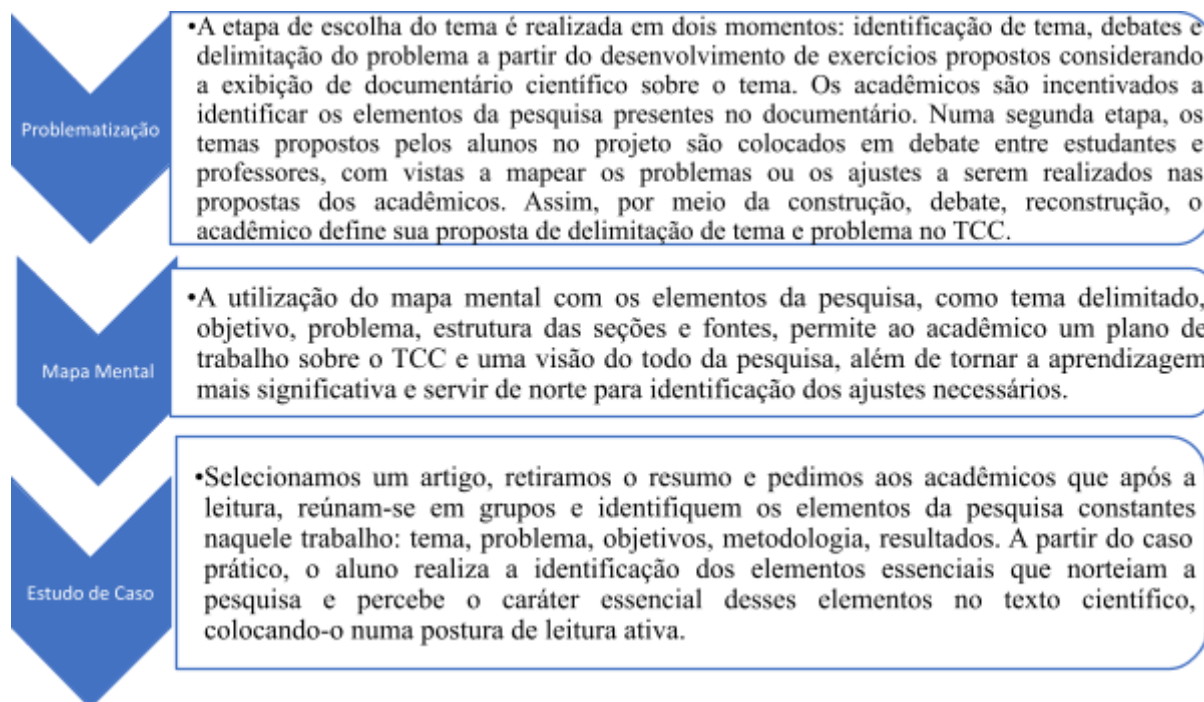 •A etapa de escolha do tema é realizada em dois momentos: identificação de tema, debates e
delimitação do problema a partir do desenvolvimento de exercícios propostos considerando
a exibição de documentário científico sobre o tema. Os acadêmicos são incentivados a
identificar os elementos da pesquisa presentes no documentário. Numa segunda etapa, os
temas propostos pelos alunos no projeto são colocados em debate entre estudantes e
professores, com vistas a mapear os problemas ou os ajustes a serem realizados nas
propostas dos acadêmicos. Assim, por meio da construção, debate, reconstrução, o
acadêmico define sua proposta de delimitação de tema e problema no TCC.
Problematização
•A utilização do mapa mental com os elementos da pesquisa, como tema delimitado,
objetivo, problema, estrutura das seções e fontes, permite ao acadêmico um plano de
trabalho sobre o TCC e uma visão do todo da pesquisa, além de tornar a aprendizagem
mais significativa e servir de norte para identificação dos ajustes necessários.
Mapa Mental
•Selecionamos um artigo, retiramos o resumo e pedimos aos acadêmicos que após a
leitura, reúnam-se em grupos e identifiquem os elementos da pesquisa constantes
naquele trabalho: tema, problema, objetivos, metodologia, resultados. A partir do caso
prático, o aluno realiza a identificação dos elementos essenciais que norteiam a
pesquisa e percebe o caráter essencial desses elementos no texto científico,
colocando-o numa postura de leitura ativa.
Estudo de Caso